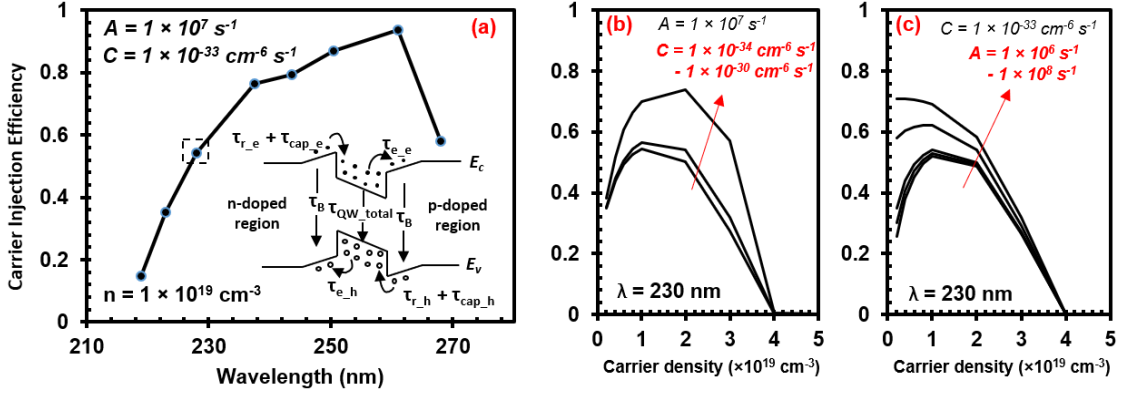 (a)
A = 1 × 10⁷ s⁻¹
C = 1 × 10⁻³³ cm⁻⁶ s⁻¹
Carrier Injection Efficiency
1
0.8
0.6
0.4
0.2
0
τr_e + τcap_e
τe_e
Ec
n-doped region
τB
τQW_total
τB
p-doped region
Ev
τe_h
τr_h + τcap_h
n = 1 × 10¹⁹ cm⁻³
210
230
250
270
Wavelength (nm)
(b)
A = 1 × 10⁷ s⁻¹
C = 1 × 10⁻³⁴ cm⁻⁶ s⁻¹
- 1 × 10⁻³⁰ cm⁻⁶ s⁻¹
1
0.8
0.6
0.4
0.2
0
λ = 230 nm
0 1 2 3 4 5
Carrier density (×10¹⁹ cm⁻³)
(c)
C = 1 × 10⁻³³ cm⁻⁶ s⁻¹
A = 1 × 10⁶ s⁻¹
- 1 × 10⁸ s⁻¹
1
0.8
0.6
0.4
0.2
0
λ = 230 nm
0 1 2 3 4 5
Carrier density (×10¹⁹ cm⁻³)